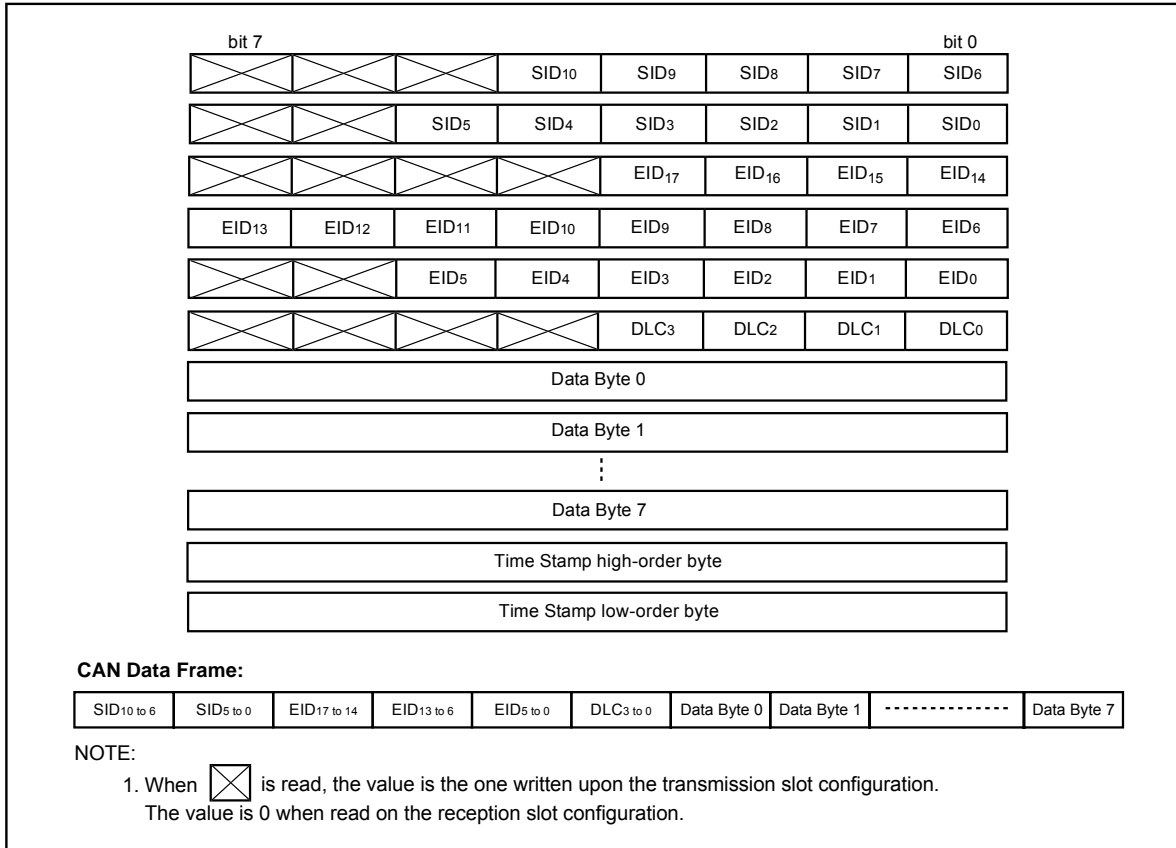 bit 7 bit 0
SID10 SID9 SID8 SID7 SID6
SID5 SID4 SID3 SID2 SID1 SID0
EID17 EID16 EID15 EID14
EID13 EID12 EID11 EID10 EID9 EID8 EID7 EID6
EID5 EID4 EID3 EID2 EID1 EID0
DLC3 DLC2 DLC1 DLC0
Data Byte 0
Data Byte 1
Data Byte 7
Time Stamp high-order byte
Time Stamp low-order byte
CAN Data Frame:
SID10 to 6 SID5 to 0 EID17 to 14 EID13 to 6 EID5 to 0 DLC3 to 0 Data Byte 0 Data Byte 1 Data Byte 7
NOTE:
1. When is read, the value is the one written upon the transmission slot configuration.
The value is 0 when read on the reception slot configuration.